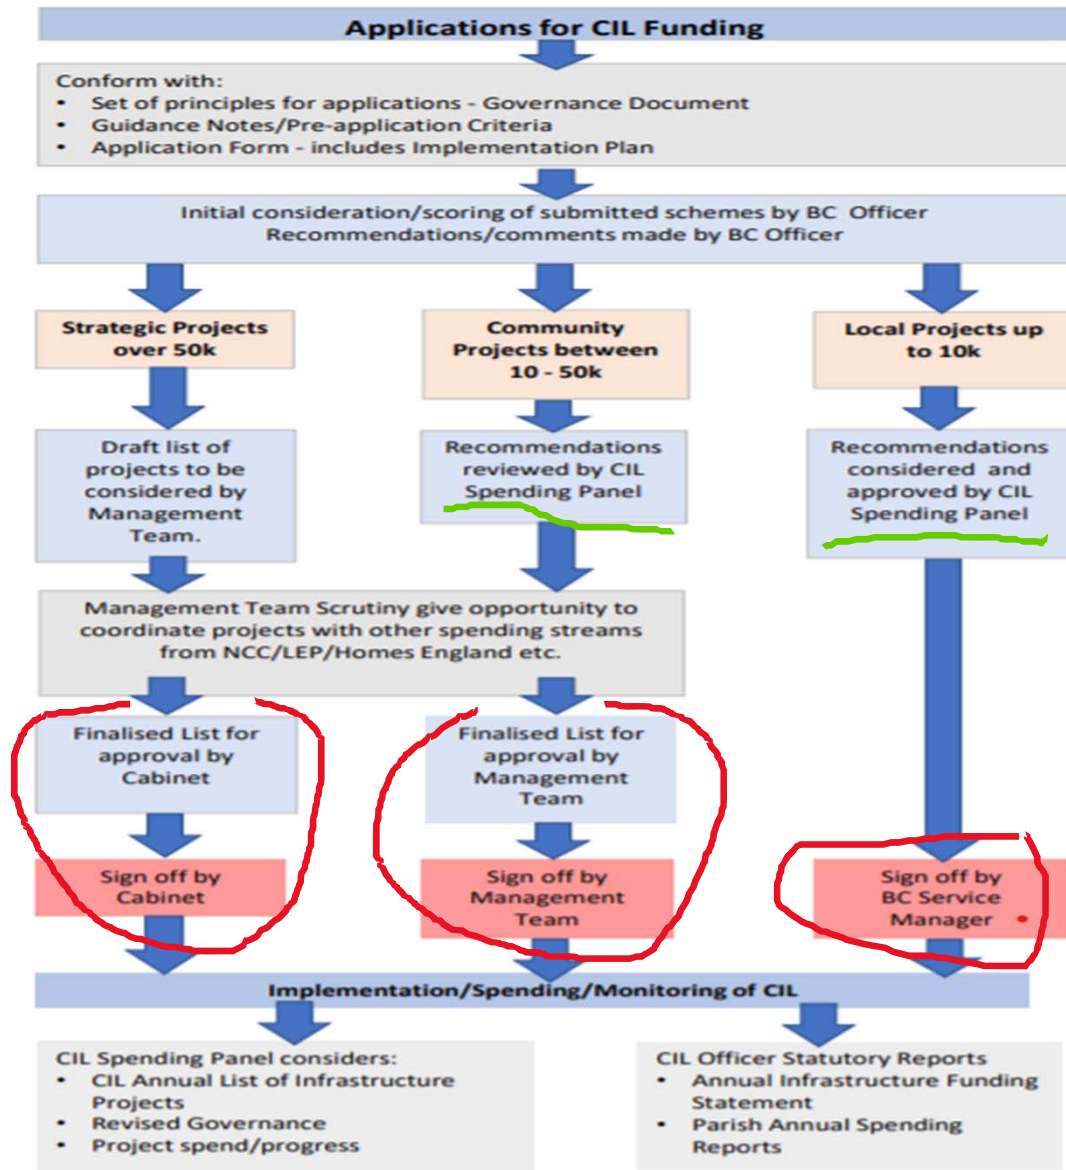 Applications for CIL Funding
Conform with:
• Set of principles for applications - Governance Document
• Guidance Notes/Pre-application Criteria
• Application Form - includes Implementation Plan
Initial consideration/scoring of submitted schemes by BC Officer
Recommendations/comments made by BC Officer
Strategic Projects
over 50k
Community
Projects between
10 - 50k
Local Projects up
to 10k
Draft list of
projects to be
considered by
Management
Team.
Recommendations
reviewed by CIL
Spending Panel
Recommendations
considered and
approved by CIL
Spending Panel
Management Team Scrutiny give opportunity to
coordinate projects with other spending streams
from NCC/LEP/Homes England etc.
Finalised List for
approval by
Cabinet
Finalised List for
approval by
Management
Team
Sign off by
Cabinet
Sign off by
Management
Team
Sign off by
BC Service
Manager
Implementation/Spending/Monitoring of CIL
CIL Spending Panel considers:
• CIL Annual List of Infrastructure
Projects
• Revised Governance
• Project spend/progress
CIL Officer Statutory Reports
• Annual Infrastructure Funding
Statement
• Parish Annual Spending
Reports